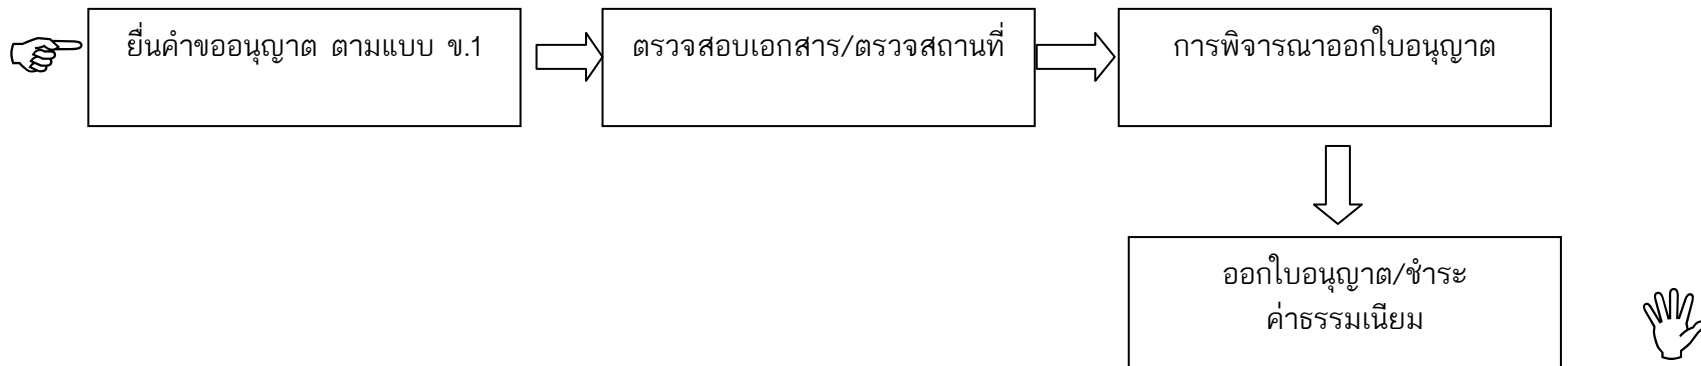 ยื่นคำขออนุญาต ตามแบบ ข.1
ตรวจสอบเอกสาร/ตรวจสถานที่
การพิจารณาออกใบอนุญาต
ออกใบอนุญาต/ชำระ
ค่าธรรมเนียม